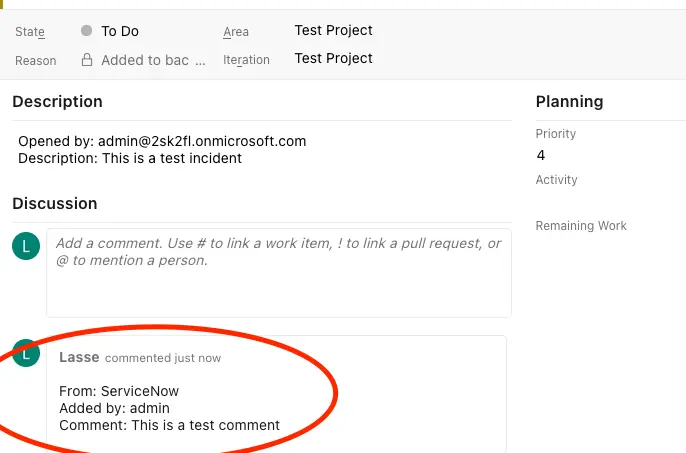 State To Do Area Test Project
Reason Added to bac ... Iteration Test Project
Description
Opened by: admin@2sk2fl.onmicrosoft.com
Description: This is a test incident
Discussion
L
Add a comment. Use # to link a work item, ! to link a pull request, or
@ to mention a person.
L
Lasse commented just now
From: ServiceNow
Added by: admin
Comment: This is a test comment
Planning
Priority
4
Activity
Remaining Work